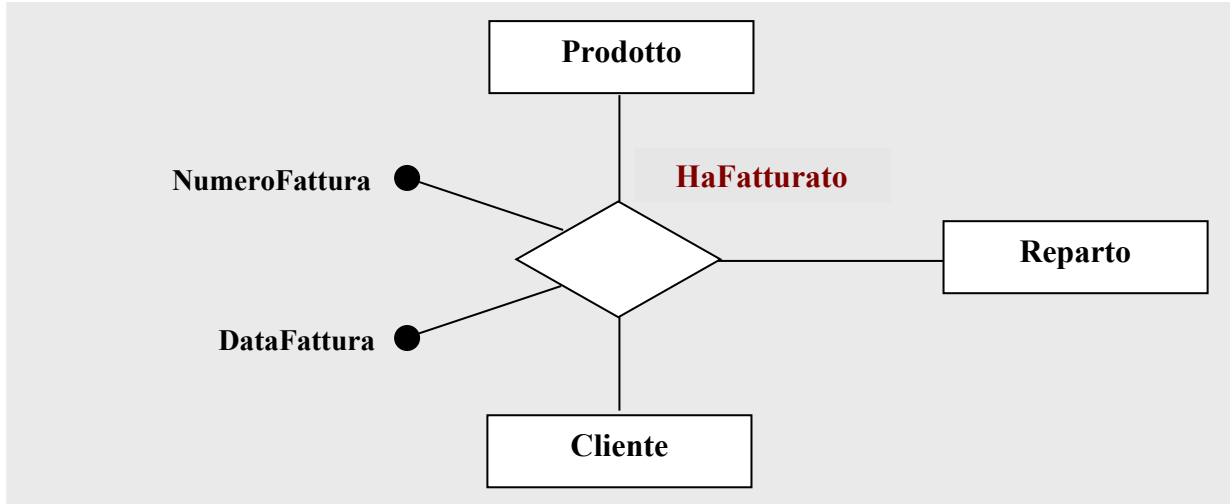 Prodotto
HaFatturato
NumeroFattura
Reparto
DataFattura
Cliente